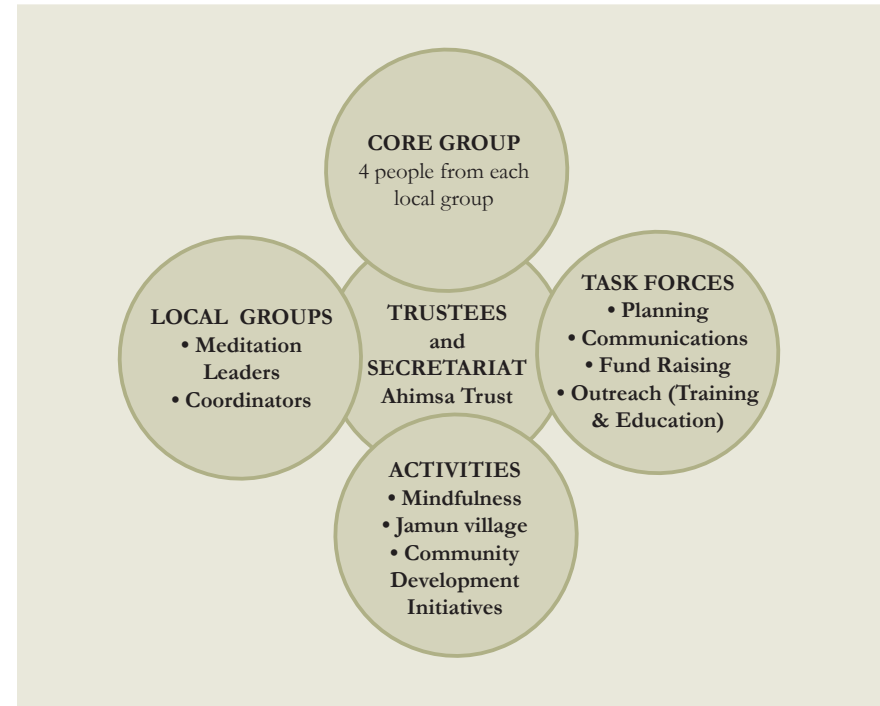 CORE GROUP
4 people from each
local group
LOCAL GROUPS
• Meditation
Leaders
• Coordinators
TRUSTEES
and
SECRETARIAT
Ahimsa Trust
TASK FORCES
• Planning
• Communications
• Fund Raising
• Outreach (Training
& Education)
ACTIVITIES
• Mindfulness
• Jamun village
• Community
Development
Initiatives